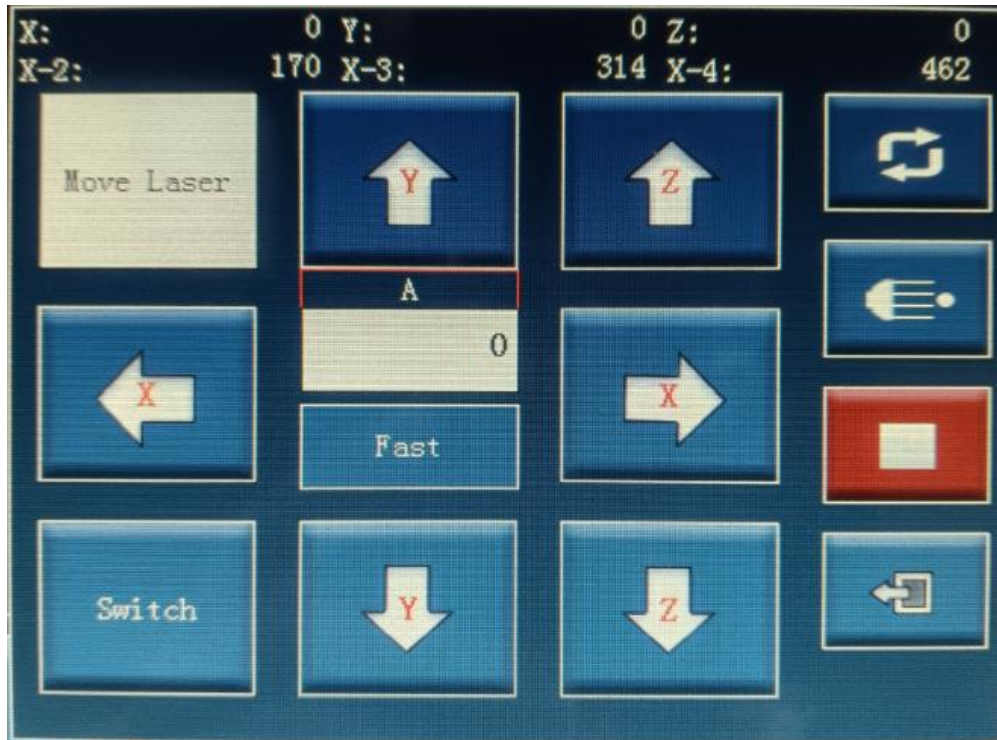 X: 0 Y: 0 Z: 0
X-2: 170 X-3: 314 X-4: 462
Move Laser
Y
Z
A
0
X
X
Fast
Switch
Y
Z